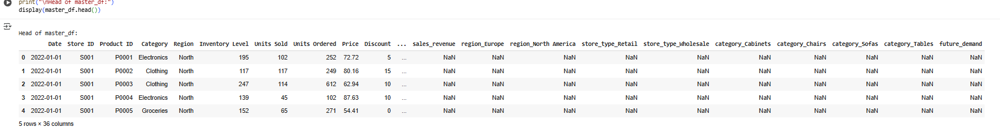 print("\nHead of master_df:")
display(master_df.head())
Head of master_df:
Date Store ID Product ID Category Region Inventory Level Units Sold Units Ordered Price Discount ... sales_revenue region_Europe region_North America store_type_Retail store_type_Wholesale category_Cabinets category_Chairs category_Sofas category_Tables future_demand
0 2022-01-01 S001 P0001 Electronics North 195 102 252 72.72 5 ... NaN NaN NaN NaN NaN NaN NaN NaN NaN NaN
1 2022-01-01 S001 P0002 Clothing North 117 117 249 80.16 15 ... NaN NaN NaN NaN NaN NaN NaN NaN NaN NaN
2 2022-01-01 S001 P0003 Clothing North 247 114 612 62.94 10 ... NaN NaN NaN NaN NaN NaN NaN NaN NaN NaN
3 2022-01-01 S001 P0004 Electronics North 139 45 102 87.63 10 ... NaN NaN NaN NaN NaN NaN NaN NaN NaN NaN
4 2022-01-01 S001 P0005 Groceries North 152 65 271 54.41 0 ... NaN NaN NaN NaN NaN NaN NaN NaN NaN NaN
5 rows × 36 columns